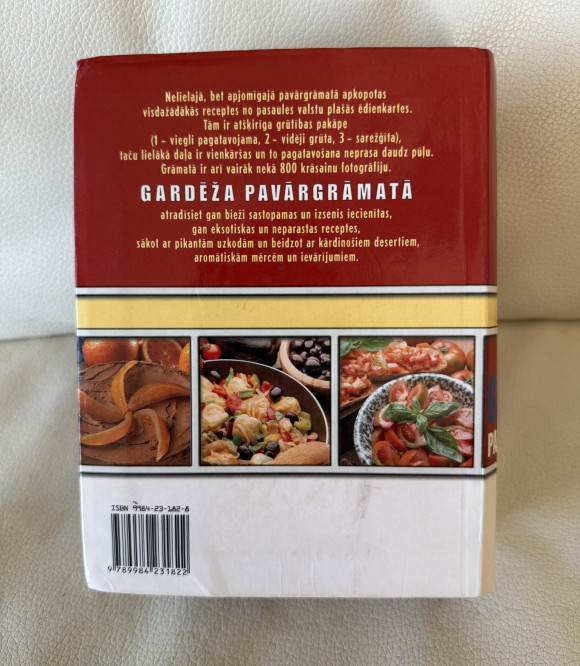 Nelielajā, bet apjomīgajā pavārgrāmatā apkopotas
visdažādākās receptes no pasaules valstu plašās ēdienkartes.
Tām ir atšķirīga grūtības pakāpe
(1 – viegli pagatavojama, 2 – vidēji grūta, 3 – sarežģīta),
taču lielākā daļa ir vienkāršas un to pagatavošana neprasa daudz pūļu.
Grāmatā ir arī vairāk nekā 800 krāsainu fotogrāfiju.
GARDĒŽA PAVĀRGRĀMATĀ
atradīsiet gan bieži sastopamas un izsenis iecienītas,
gan eksotiskas un neparastas receptes,
sākot ar pikantām uzkodām un beidzot ar kārdinošiem desertiem,
aromātiskām mērcēm un ievārījumiem.
ISBN 9984-23-182-8
9 789984 231822